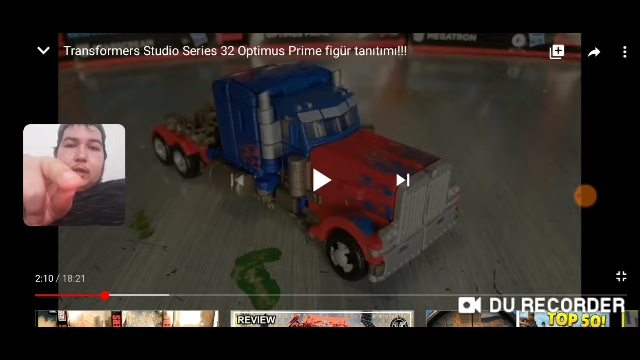 MEGATRON
Transformers Studio Series 32 Optimus Prime figür tanıtımı!!!
2:10 / 18:21
DU RECORDER
REVIEW
TOP 50!